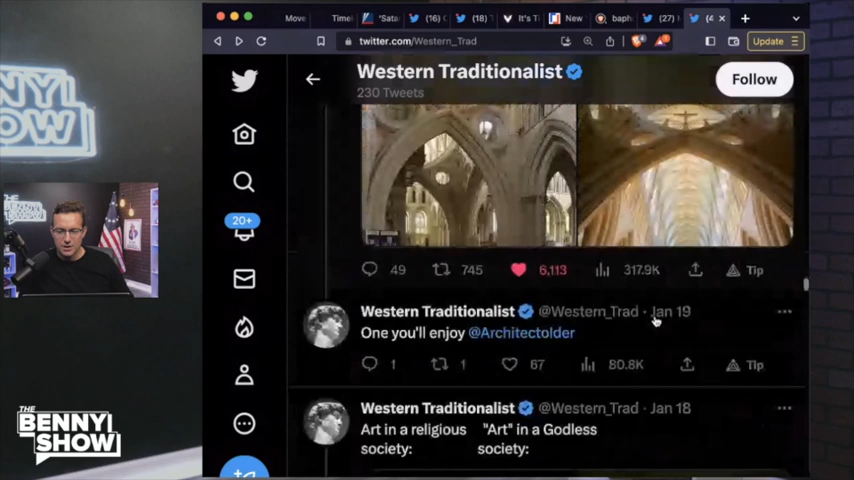 Move
Timel
"Sata
(16) (
(18) T
It's Ti
New
baph
(27) I
(4
twitter.com/Western_Trad
Update
Western Traditionalist
230 Tweets
Follow
NNY
SHOW
20+
49
745
6,113
317.9K
Tip
Western Traditionalist @Western_Trad · Jan 19
One you'll enjoy @Architectolder
1
1
67
80.8K
Tip
Western Traditionalist @Western_Trad · Jan 18
Art in a religious "Art" in a Godless
society: society:
THE
BENNY
SHOW